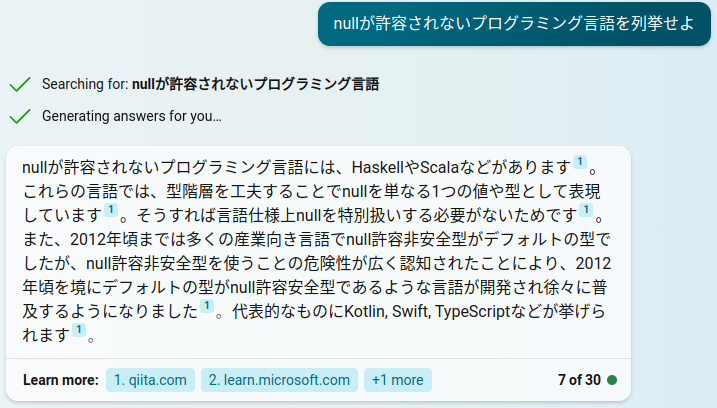 nullが許容されないプログラミング言語を列挙せよ
Searching for: nullが許容されないプログラミング言語
Generating answers for you…
nullが許容されないプログラミング言語には、HaskellやScalaなどがあります 1 。
これらの言語では、型階層を工夫することでnullを単なる1つの値や型として表現
しています 1 。そうすれば言語仕様上nullを特別扱いする必要がないためです 1 。
また、2012年頃までは多くの産業向き言語でnull許容非安全型がデフォルトの型で
したが、null許容非安全型を使うことの危険性が広く認知されたことにより、2012
年頃を境にデフォルトの型がnull許容安全型であるような言語が開発され徐々に普
及するようになりました 1 。代表的なものにKotlin, Swift, TypeScriptなどが挙げら
れます 1 。
Learn more: 1. qiita.com 2. learn.microsoft.com +1 more 7 of 30